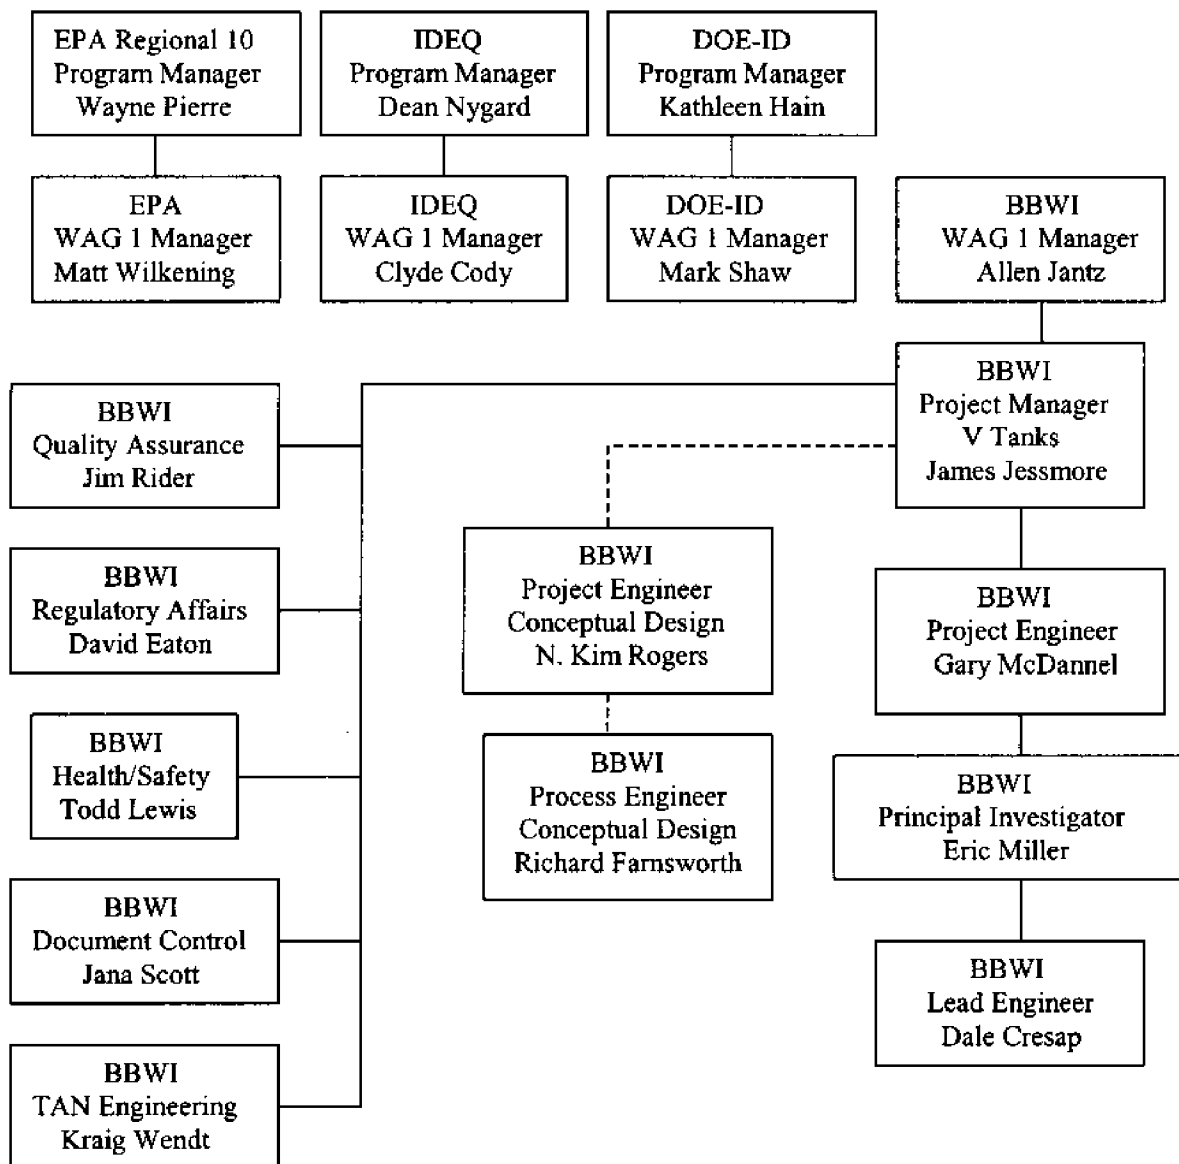 EPA Regional 10
Program Manager
Wayne Pierre
IDEQ
Program Manager
Dean Nygard
DOE-ID
Program Manager
Kathleen Hain
EPA
WAG 1 Manager
Matt Wilkening
IDEQ
WAG 1 Manager
Clyde Cody
DOE-ID
WAG 1 Manager
Mark Shaw
BBWI
WAG 1 Manager
Allen Jantz
BBWI
Project Manager
V Tanks
James Jessmore
BBWI
Quality Assurance
Jim Rider
BBWI
Regulatory Affairs
David Eaton
BBWI
Health/Safety
Todd Lewis
BBWI
Document Control
Jana Scott
BBWI
TAN Engineering
Kraig Wendt
BBWI
Project Engineer
Conceptual Design
N. Kim Rogers
BBWI
Process Engineer
Conceptual Design
Richard Farnsworth
BBWI
Project Engineer
Gary McDannel
BBWI
Principal Investigator
Eric Miller
BBWI
Lead Engineer
Dale Cresap